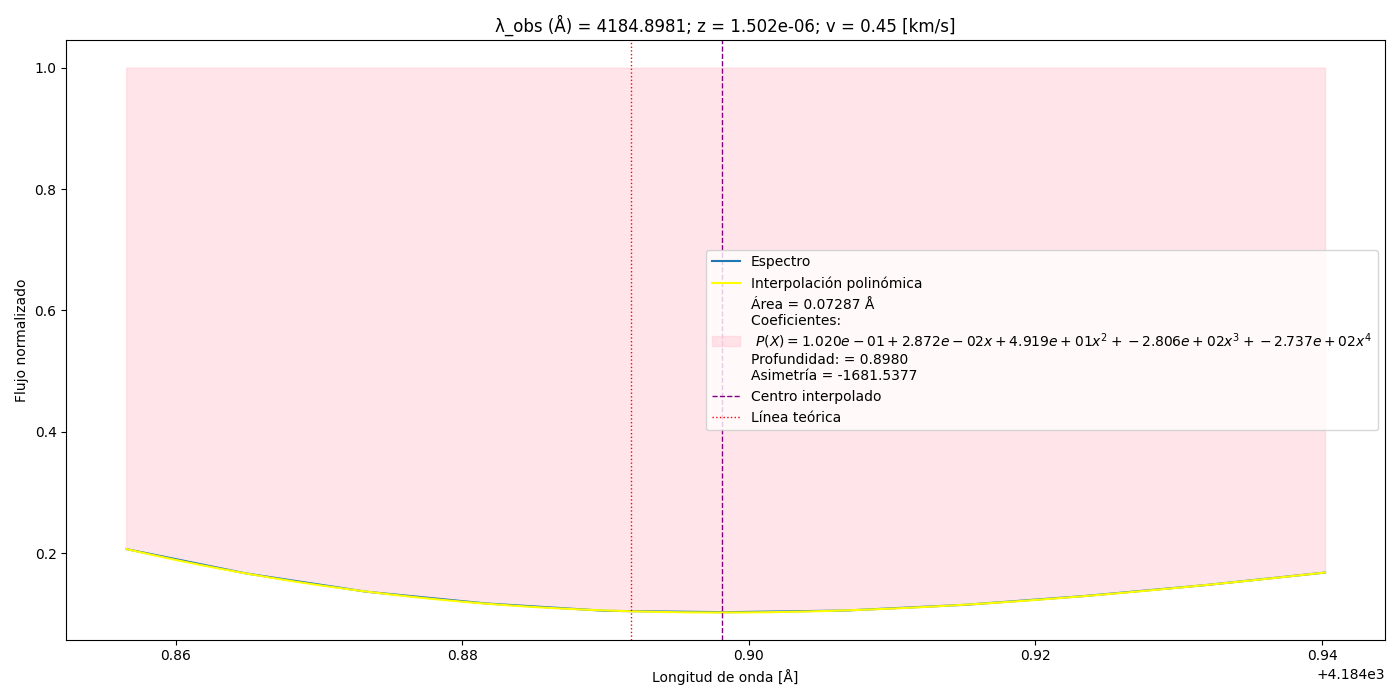 λ_obs (Å) = 4184.8981; z = 1.502e-06; v = 0.45 [km/s]
Flujo normalizado
1.0
0.8
0.6
0.4
0.2
Espectro
Interpolación polinómica
Área = 0.07287 Å
Coeficientes:
P(X) = 1.020e − 01 + 2.872e − 02x + 4.919e + 01x² + − 2.806e + 02x³ + − 2.737e + 02x⁴
Profundidad: = 0.8980
Asimetría = -1681.5377
Centro interpolado
Línea teórica
0.86 0.88 0.90 0.92 0.94
+4.184e3
Longitud de onda [Å]